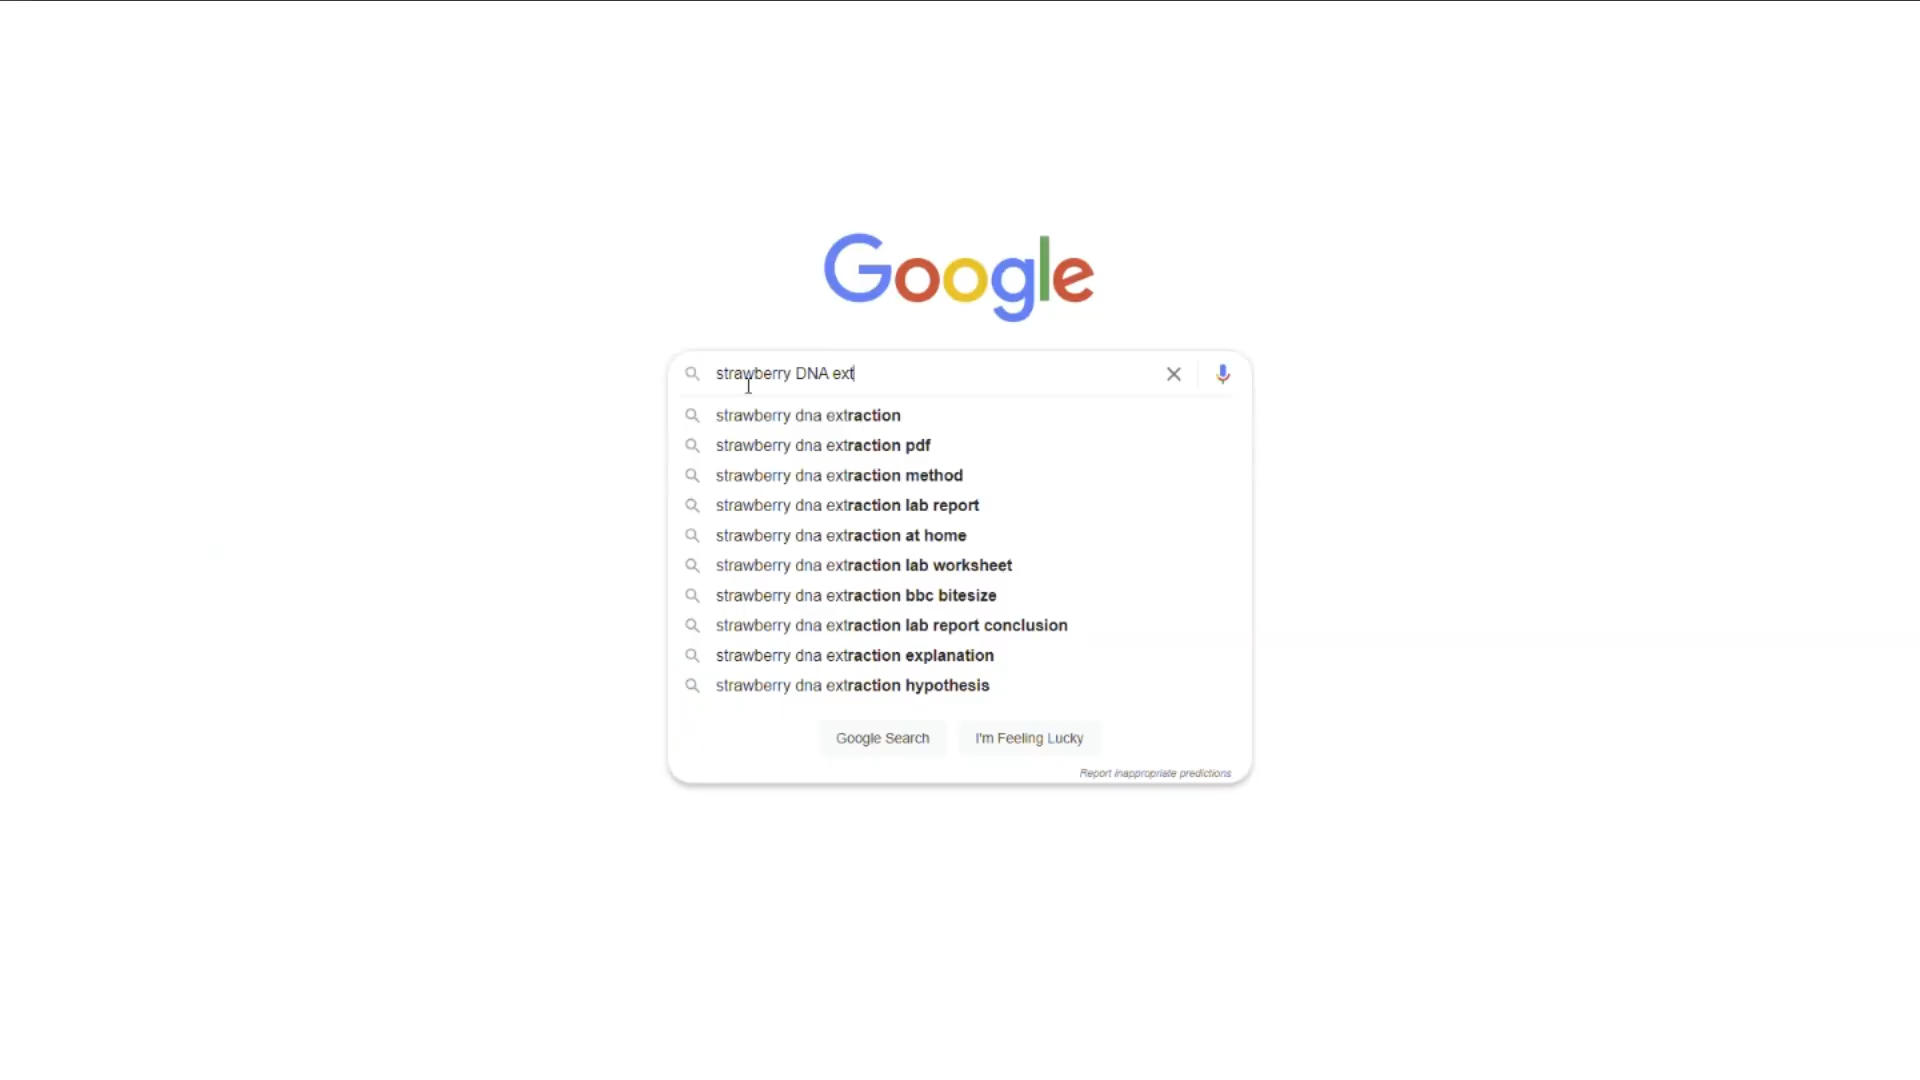 Google
strawberry DNA ext
strawberry dna extraction
strawberry dna extraction pdf
strawberry dna extraction method
strawberry dna extraction lab report
strawberry dna extraction at home
strawberry dna extraction lab worksheet
strawberry dna extraction bbc bitesize
strawberry dna extraction lab report conclusion
strawberry dna extraction explanation
strawberry dna extraction hypothesis
Google Search I'm Feeling Lucky
Report inappropriate predictions